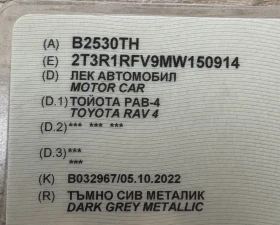 (A) B2530TH
(E) 2T3R1RFV9MW150914
(D) ЛЕК АВТОМОБИЛ
MOTOR CAR
(D.1) ТОЙОТА РАВ-4
TOYOTA RAV 4
(D.2) *** *** ***
(D.3) ***
***
(K) B032967/05.10.2022
(R) ТЪМНО СИВ МЕТАЛИК
DARK GREY METALLIC